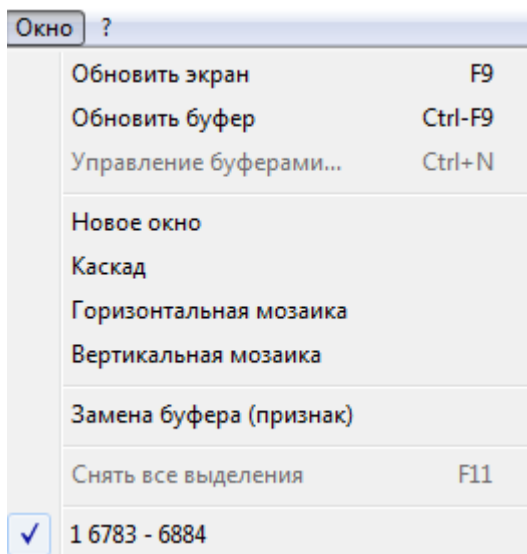 Окно ?
Обновить экран F9
Обновить буфер Ctrl-F9
Управление буферами... Ctrl+N
Новое окно
Каскад
Горизонтальная мозаика
Вертикальная мозаика
Замена буфера (признак)
Снять все выделения F11
1 6783 - 6884